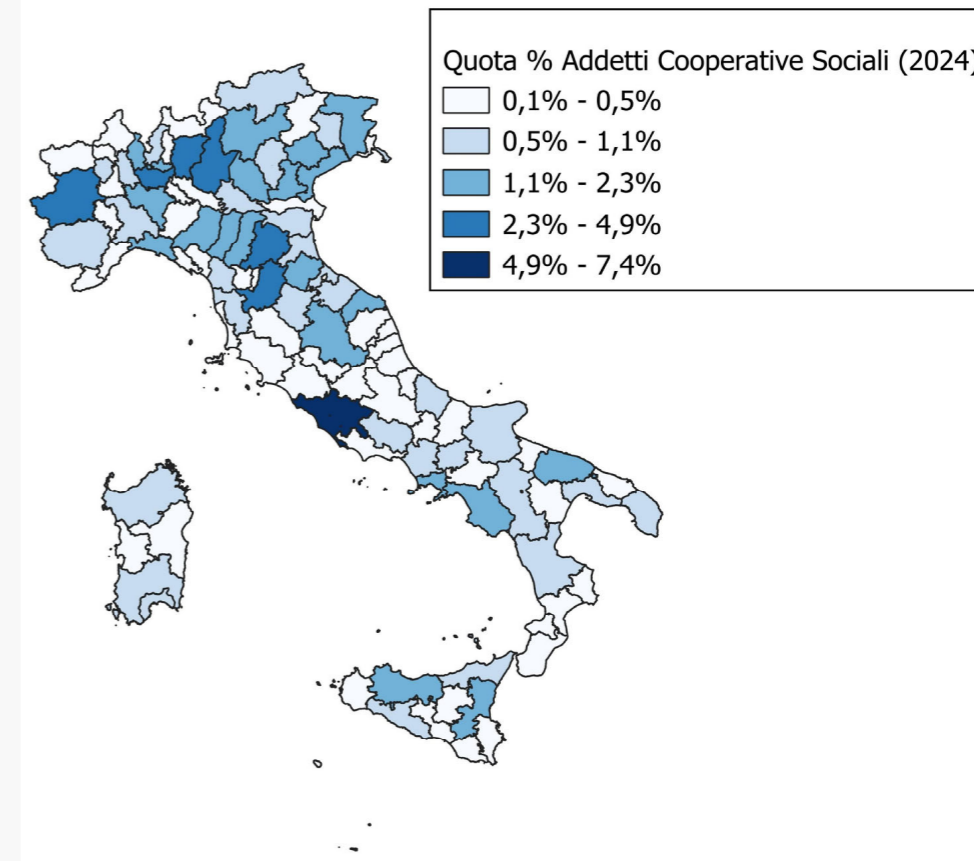 Quota % Addetti Cooperative Sociali (2024)
0,1% - 0,5%
0,5% - 1,1%
1,1% - 2,3%
2,3% - 4,9%
4,9% - 7,4%